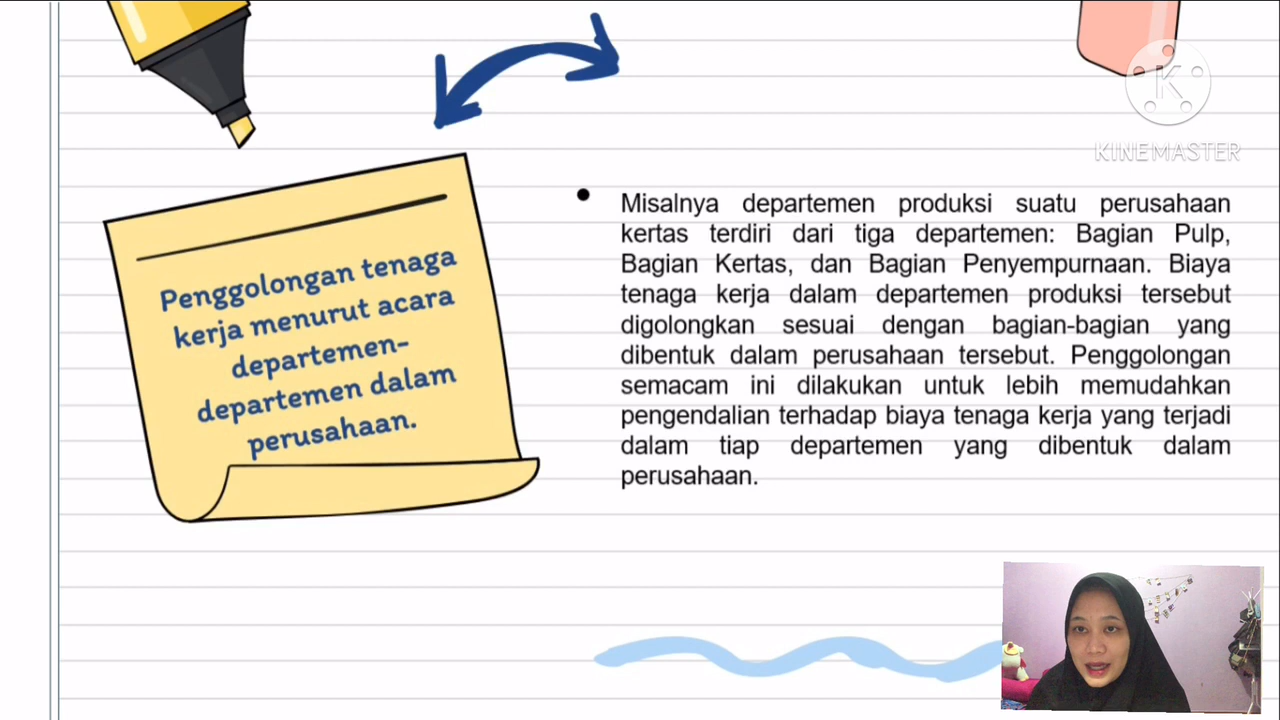 KINEMASTER
Penggolongan tenaga
kerja menurut acara
departemen-
departemen dalam
perusahaan.
Misalnya departemen produksi suatu perusahaan
kertas terdiri dari tiga departemen: Bagian Pulp,
Bagian Kertas, dan Bagian Penyempurnaan. Biaya
tenaga kerja dalam departemen produksi tersebut
digolongkan sesuai dengan bagian-bagian yang
dibentuk dalam perusahaan tersebut. Penggolongan
semacam ini dilakukan untuk lebih memudahkan
pengendalian terhadap biaya tenaga kerja yang terjadi
dalam tiap departemen yang dibentuk dalam
perusahaan.